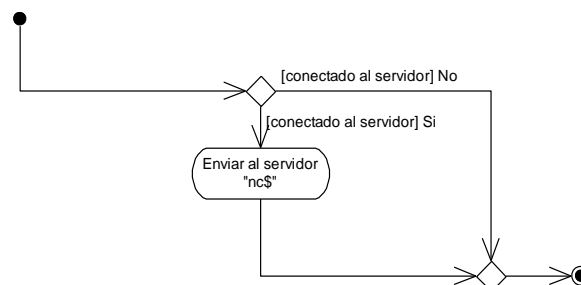 [conectado al servidor] No
[conectado al servidor] Si
Enviar al servidor
"nc$"